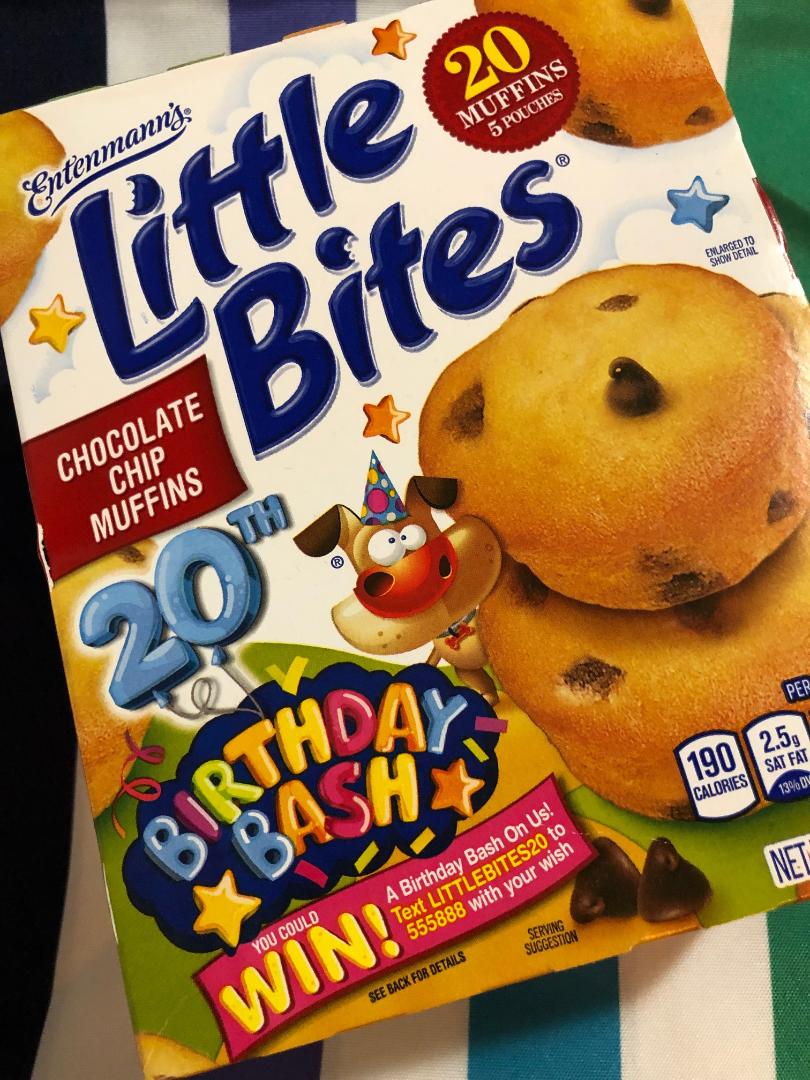 Entenmann's®
Little
Bites®
20
MUFFINS
5 POUCHES
ENLARGED TO
SHOW DETAIL
CHOCOLATE
CHIP
MUFFINS
®
20TH
BIRTHDAY
BASH
YOU COULD
WIN!
A Birthday Bash On Us!
Text LITTLEBITES20 to
555888 with your wish
SEE BACK FOR DETAILS
SERVING
SUGGESTION
PER
190
CALORIES
2.5g
SAT FAT
13%
NET